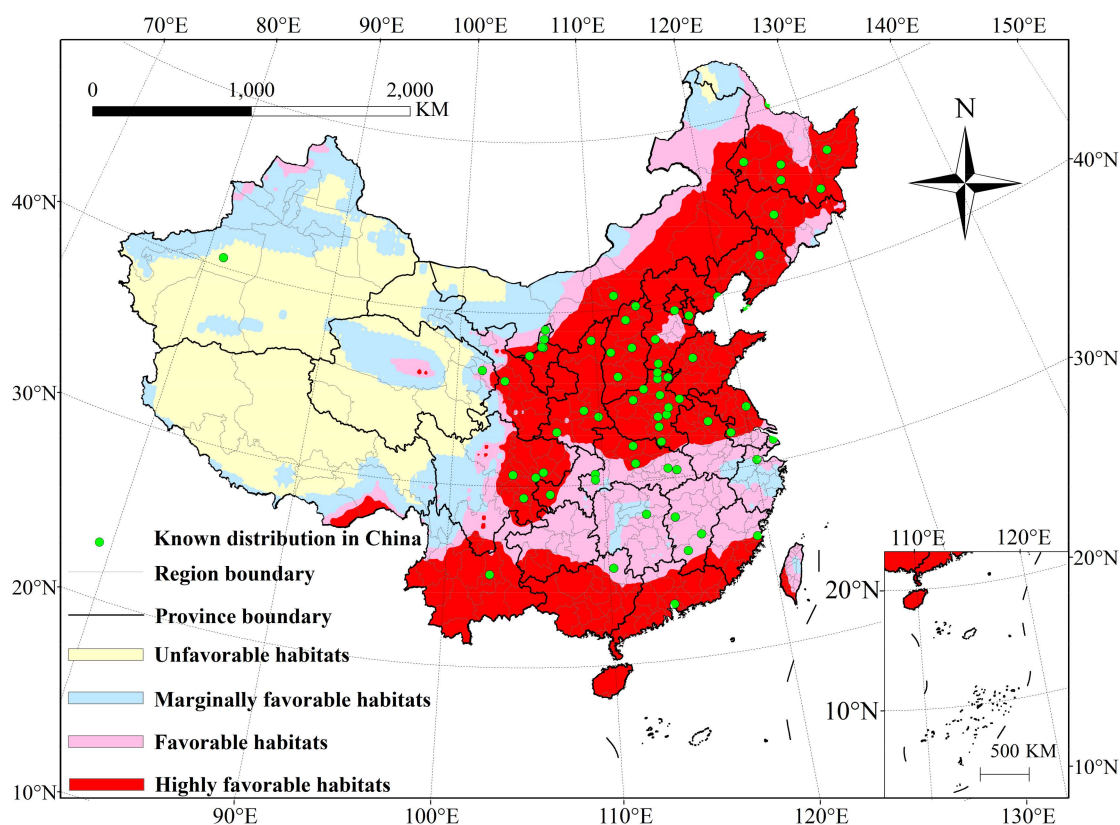 70°E 80°E 90°E 100°E 110°E 120°E 130°E 140°E 150°E
0 1,000 2,000
KM
N
40°N 40°N
30°N 30°N
20°N 20°N
10°N 10°N
Known distribution in China
Region boundary
Province boundary
Unfavorable habitats
Marginally favorable habitats
Favorable habitats
Highly favorable habitats
110°E 120°E
20°N
10°N
500 KM
90°E 100°E 110°E 120°E 130°E